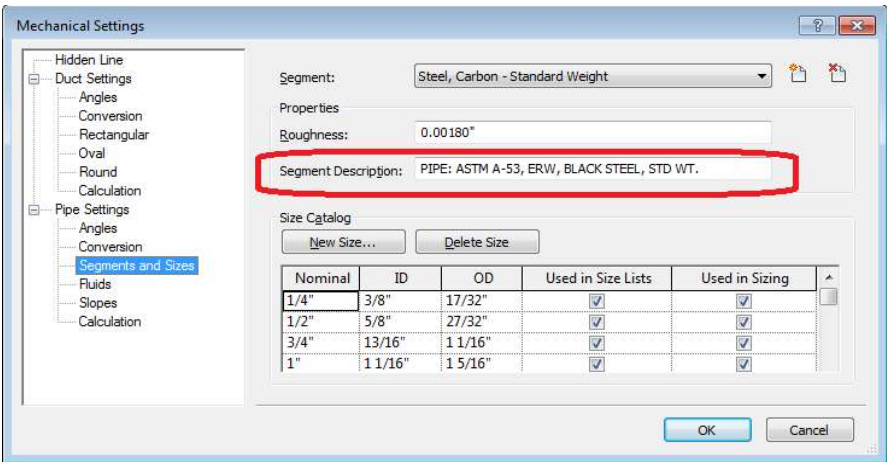 Mechanical Settings
Hidden Line
Duct Settings
Angles
Conversion
Rectangular
Oval
Round
Calculation
Pipe Settings
Angles
Conversion
Segments and Sizes
Fluids
Slopes
Calculation
Segment: Steel, Carbon - Standard Weight
Properties
Roughness: 0.00180"
Segment Description: PIPE: ASTM A-53, ERW, BLACK STEEL, STD WT.
Size Catalog
New Size... Delete Size
Nominal ID OD Used in Size Lists Used in Sizing
1/4" 3/8" 17/32"
1/2" 5/8" 27/32"
3/4" 13/16" 1 1/16"
1" 1 1/16" 1 5/16"
OK Cancel